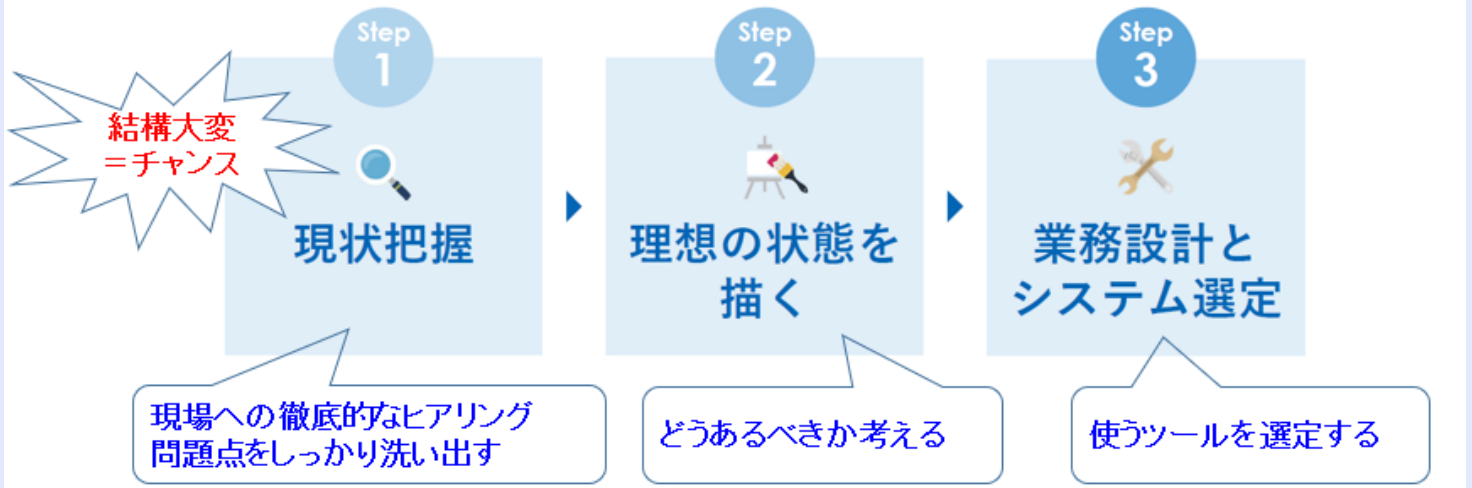 Step
1
Step
2
Step
3
結構大変
＝チャンス
現状把握
理想の状態を
描く
業務設計と
システム選定
現場への徹底的なヒアリング
問題点をしっかり洗い出す
どうあるべきか考える
使うツールを選定する